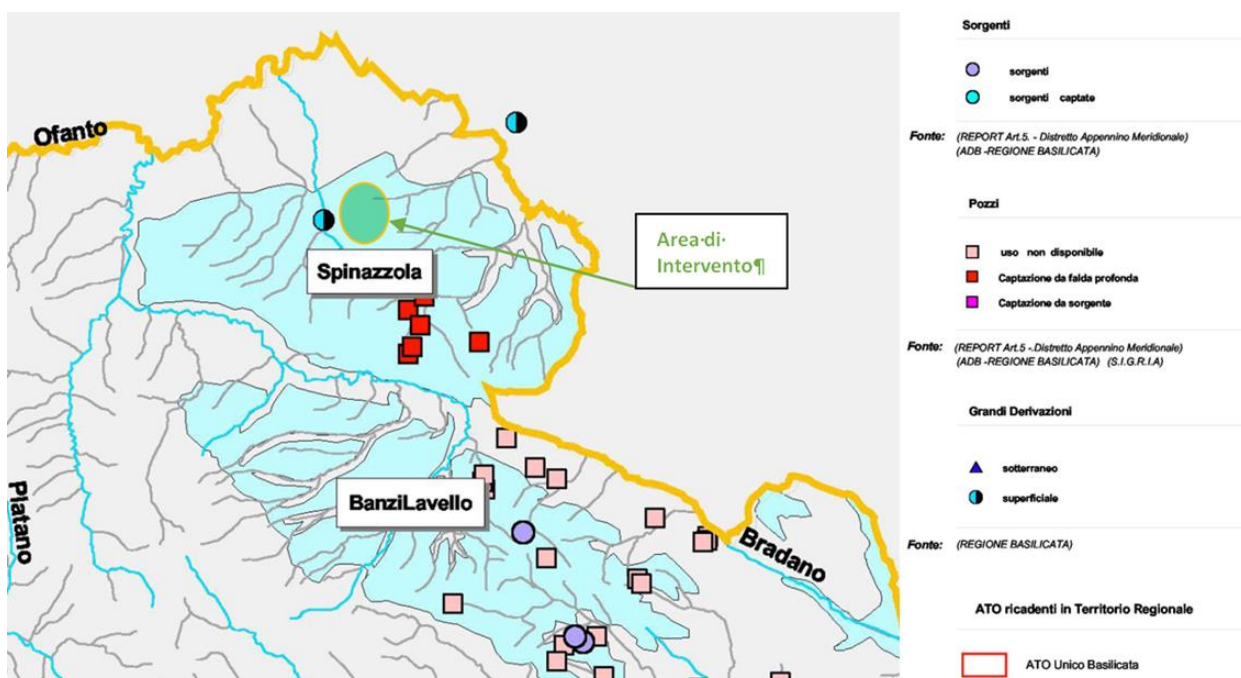 Ofanto
Spinazzola
Area·di·
Intervento¶
BanziLavello
Platano
Bradano
Sorgenti
sorgenti
sorgenti captate
Fonte: (REPORT Art.5. - Distretto Appennino Meridionale)
(ADB -REGIONE BASILICATA)
Pozzi
uso non disponibile
Captazione da falda profonda
Captazione da sorgente
Fonte: (REPORT Art.5 -.Distretto Appennino Meridionale)
(ADB -REGIONE BASILICATA) (S.I.G.R.I.A)
Grandi Derivazioni
sotterraneo
superficiale
Fonte: (REGIONE BASILICATA)
ATO ricadenti in Territorio Regionale
ATO Unico Basilicata